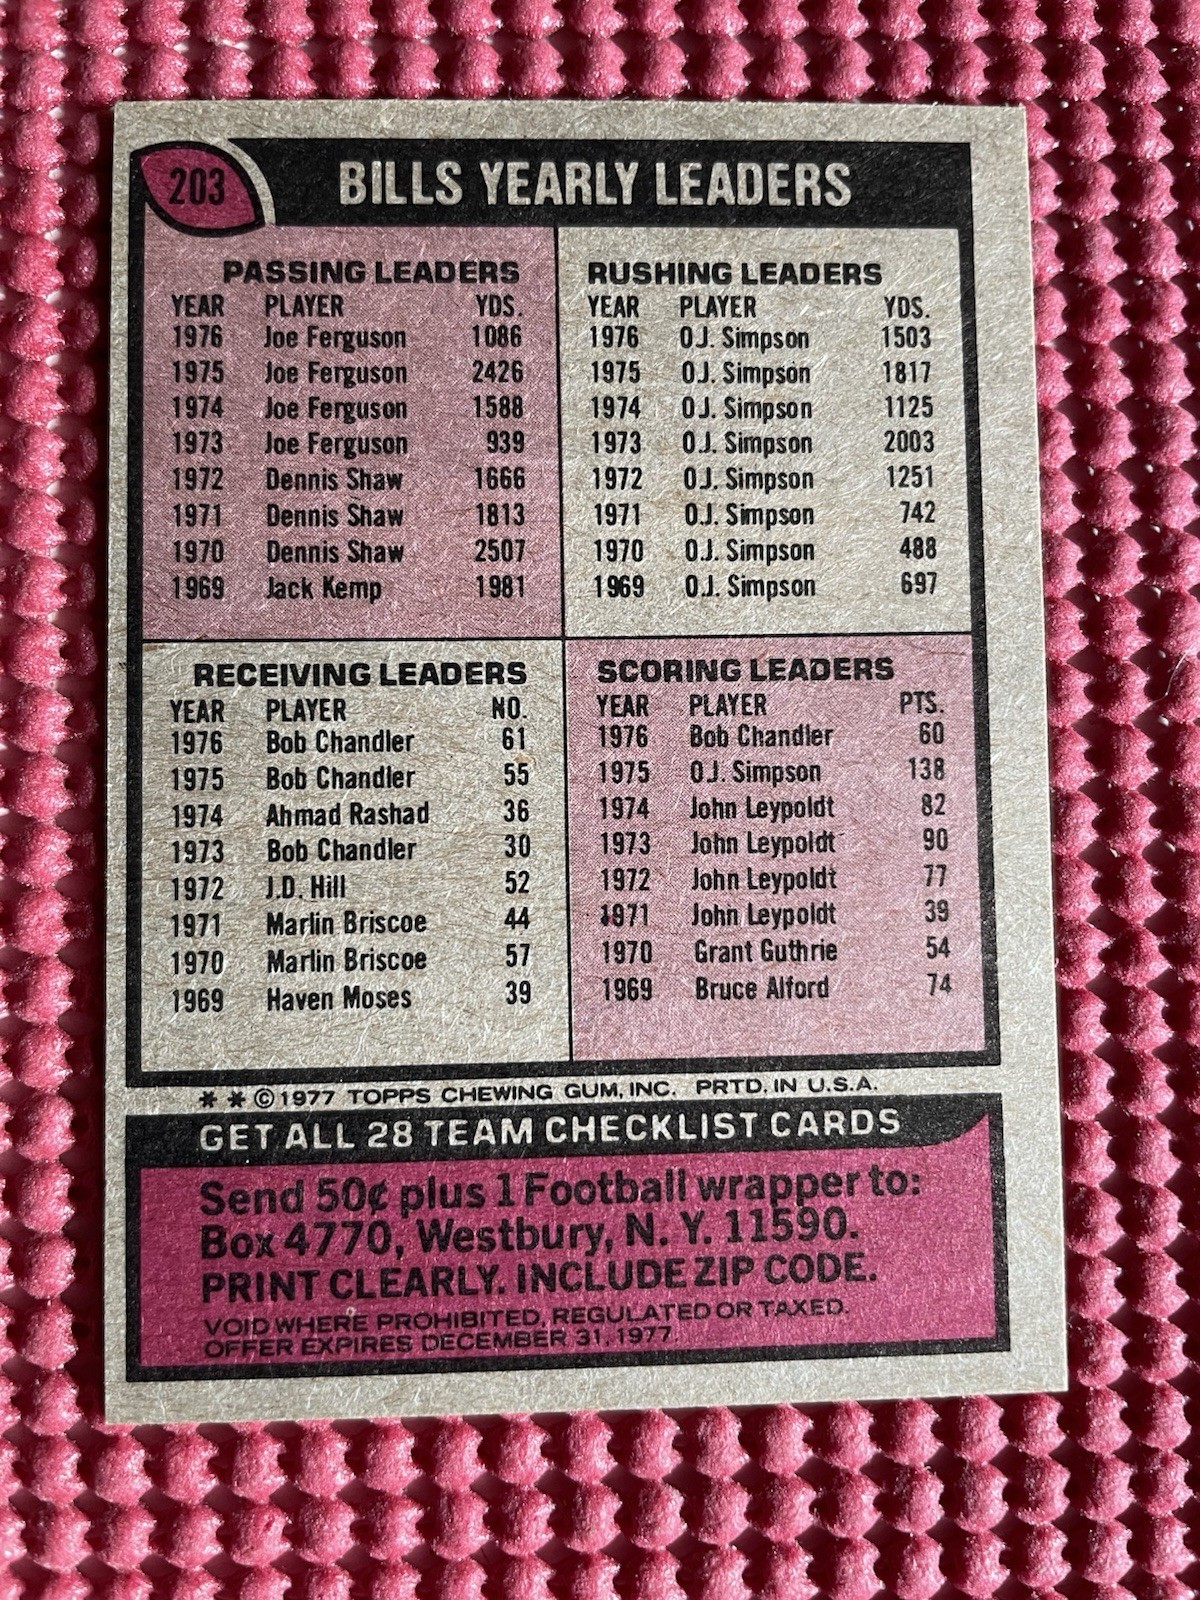 203
BILLS YEARLY LEADERS
PASSING LEADERS
YEAR PLAYER YDS.
1976 Joe Ferguson 1086
1975 Joe Ferguson 2426
1974 Joe Ferguson 1588
1973 Joe Ferguson 939
1972 Dennis Shaw 1666
1971 Dennis Shaw 1813
1970 Dennis Shaw 2507
1969 Jack Kemp 1981
RUSHING LEADERS
YEAR PLAYER YDS.
1976 O.J. Simpson 1503
1975 O.J. Simpson 1817
1974 O.J. Simpson 1125
1973 O.J. Simpson 2003
1972 O.J. Simpson 1251
1971 O.J. Simpson 742
1970 O.J. Simpson 488
1969 O.J. Simpson 697
RECEIVING LEADERS
YEAR PLAYER NO.
1976 Bob Chandler 61
1975 Bob Chandler 55
1974 Ahmad Rashad 36
1973 Bob Chandler 30
1972 J.D. Hill 52
1971 Marlin Briscoe 44
1970 Marlin Briscoe 57
1969 Haven Moses 39
SCORING LEADERS
YEAR PLAYER PTS.
1976 Bob Chandler 60
1975 O.J. Simpson 138
1974 John Leypoldt 82
1973 John Leypoldt 90
1972 John Leypoldt 77
1971 John Leypoldt 39
1970 Grant Guthrie 54
1969 Bruce Alford 74
* * © 1977 TOPPS CHEWING GUM, INC. PRTD. IN U.S.A.
GET ALL 28 TEAM CHECKLIST CARDS
Send 50¢ plus 1 Football wrapper to:
Box 4770, Westbury, N. Y. 11590.
PRINT CLEARLY. INCLUDE ZIP CODE.
VOID WHERE PROHIBITED, REGULATED OR TAXED.
OFFER EXPIRES DECEMBER 31, 1977.